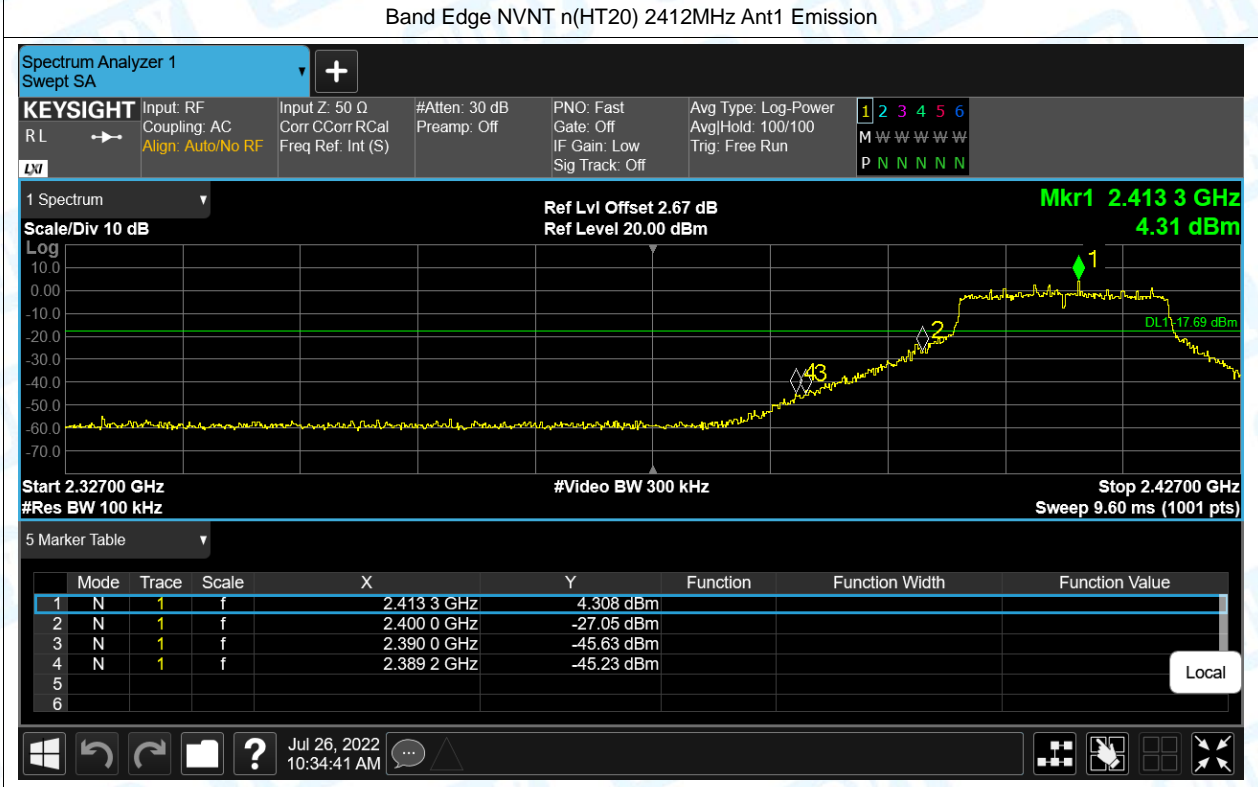 Band Edge NVNT n(HT20) 2412MHz Ant1 Emission
Spectrum Analyzer 1
Swept SA
+
KEYSIGHT
R L
LXI
Input: RF
Coupling: AC
Align: Auto/No RF
Input Z: 50 Ω
Corr CCorr RCal
Freq Ref: Int (S)
#Atten: 30 dB
Preamp: Off
PNO: Fast
Gate: Off
IF Gain: Low
Sig Track: Off
Avg Type: Log-Power
Avg|Hold: 100/100
Trig: Free Run
1 2 3 4 5 6
M W W W W W
P N N N N N
1 Spectrum
Scale/Div 10 dB
Ref Lvl Offset 2.67 dB
Ref Level 20.00 dBm
Mkr1 2.413 3 GHz
4.31 dBm
Log
10.0
0.00
-10.0
-20.0
-30.0
-40.0
-50.0
-60.0
-70.0
1
2
43
DL1 -17.69 dBm
Start 2.32700 GHz
#Res BW 100 kHz
#Video BW 300 kHz
Stop 2.42700 GHz
Sweep 9.60 ms (1001 pts)
5 Marker Table
Mode Trace Scale X Y Function Function Width Function Value
1 N 1 f 2.413 3 GHz 4.308 dBm
2 N 1 f 2.400 0 GHz -27.05 dBm
3 N 1 f 2.390 0 GHz -45.63 dBm
4 N 1 f 2.389 2 GHz -45.23 dBm
5
6
Local
?
Jul 26, 2022
10:34:41 AM